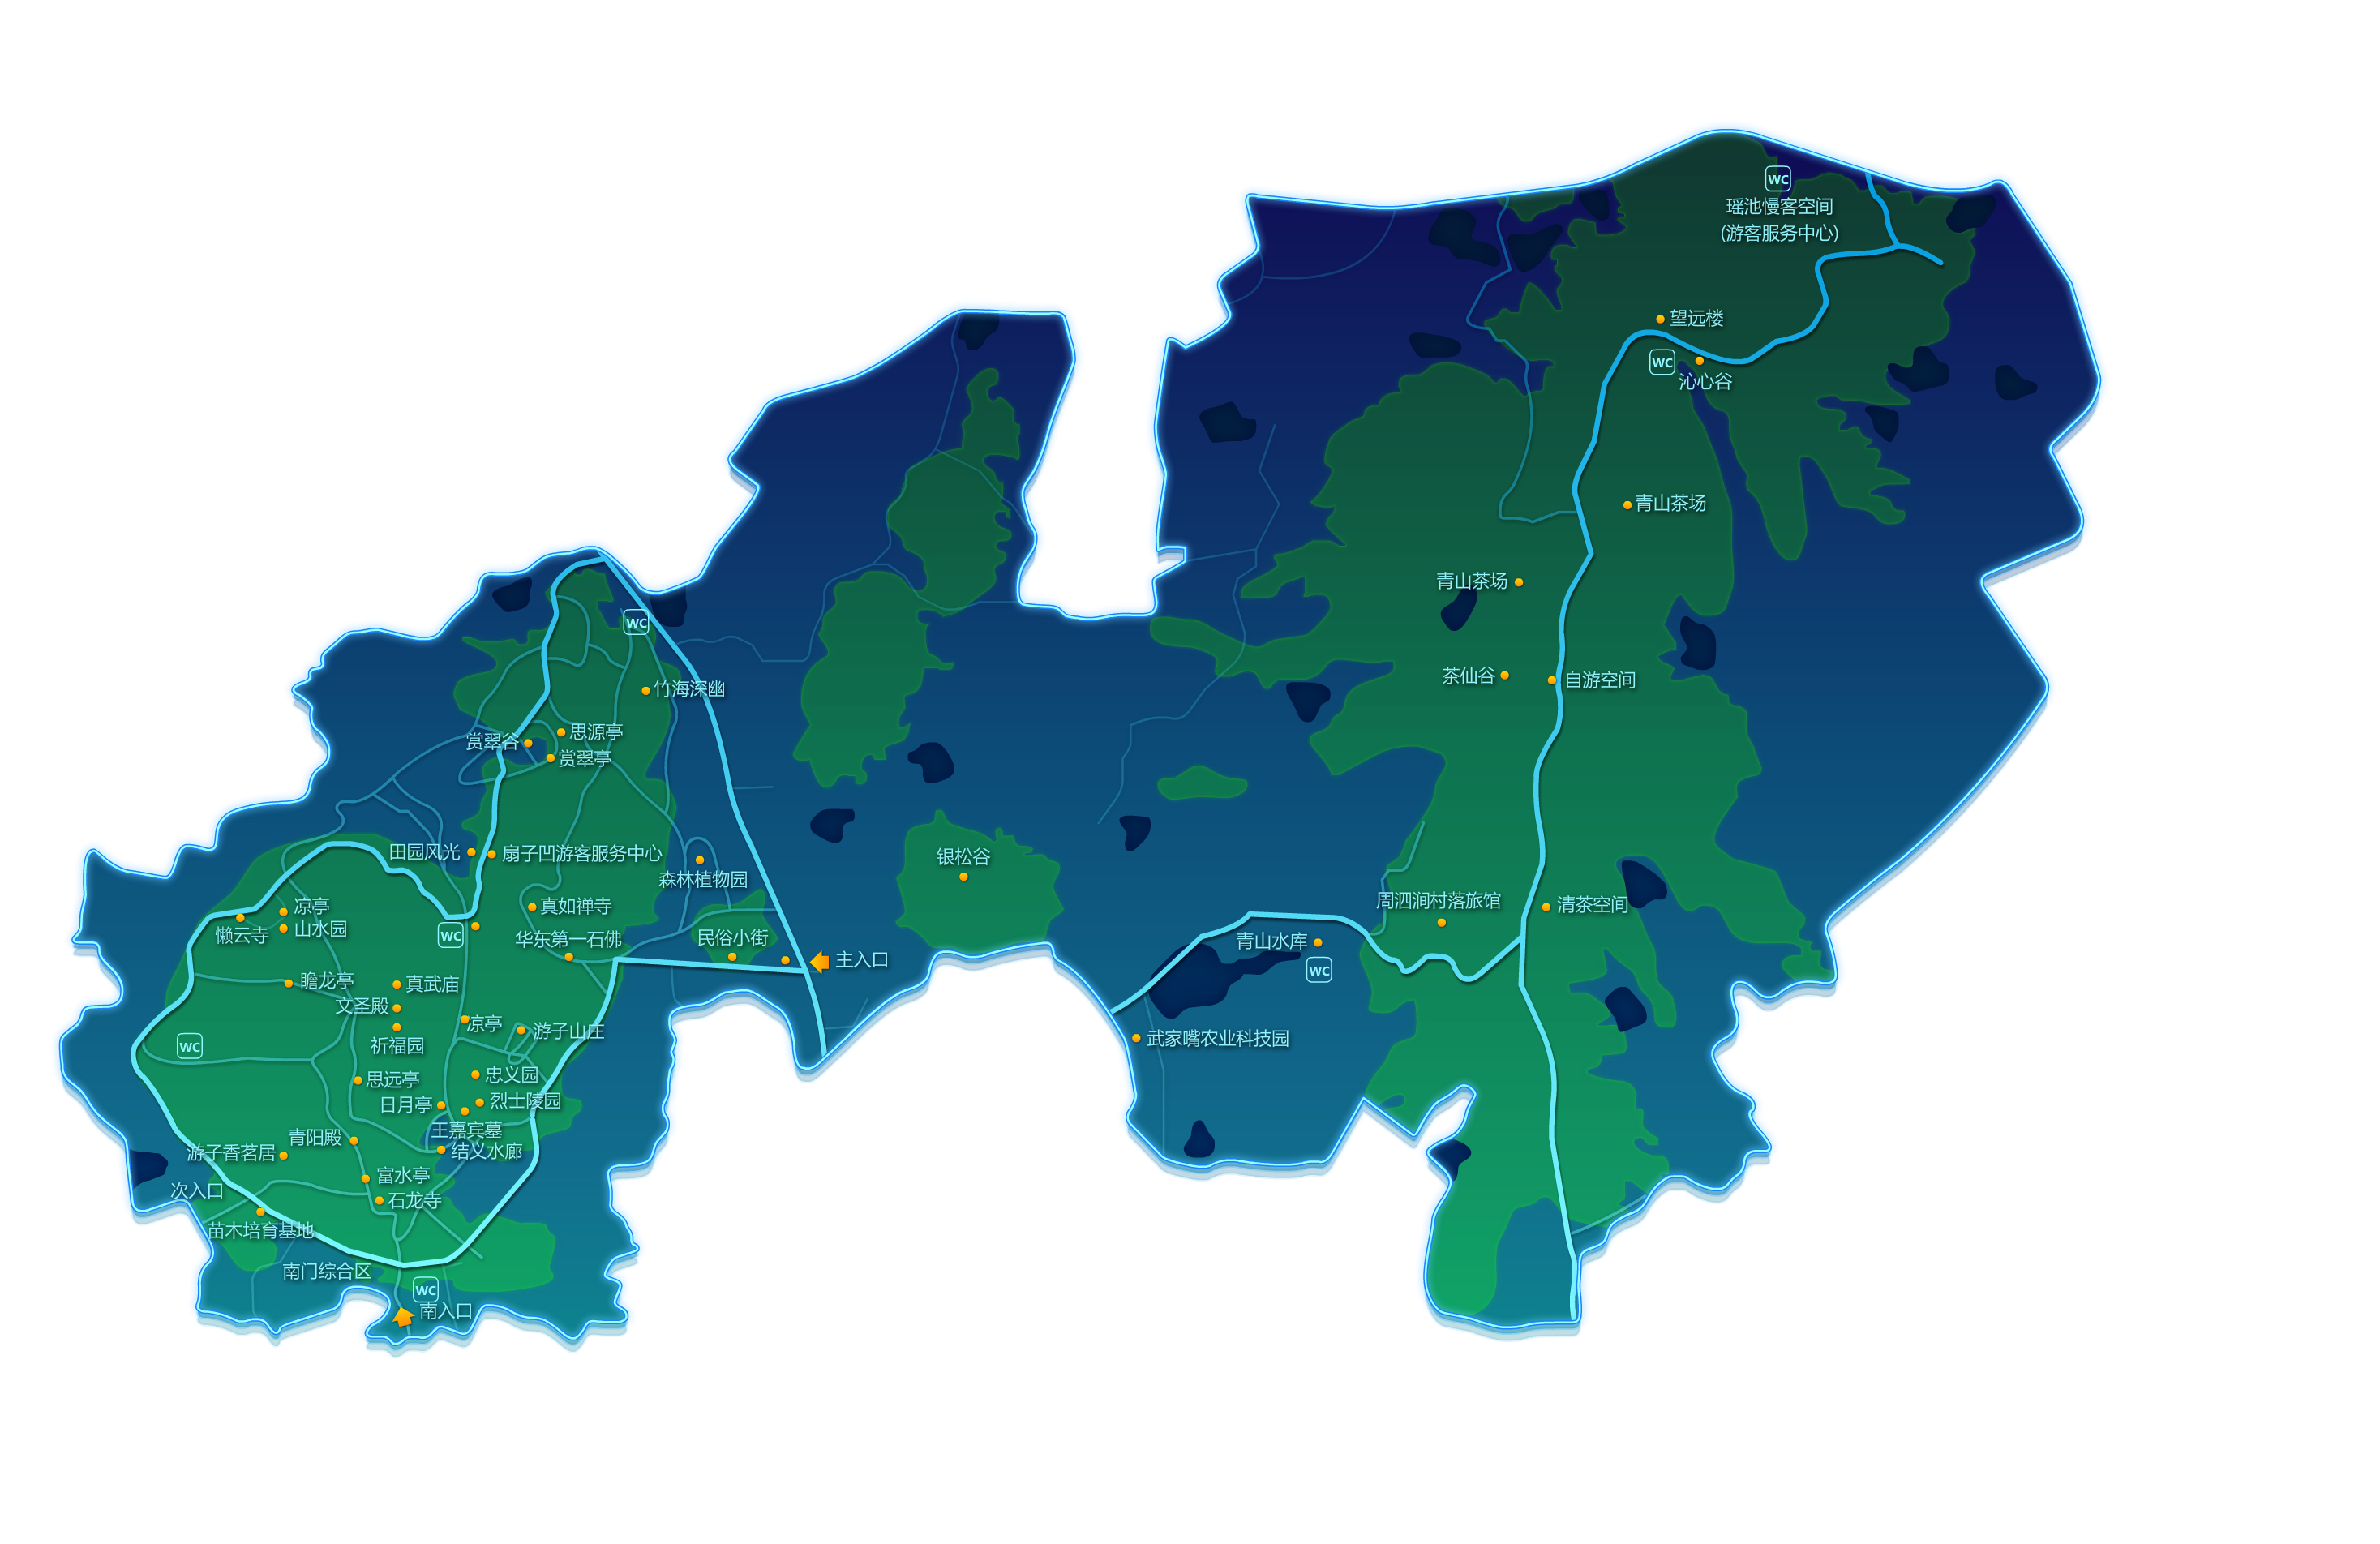 WC
瑶池慢客空间
(游客服务中心)
望远楼
WC
沁心谷
青山茶场
青山茶场
WC
茶仙谷
自游空间
竹海深幽
思源亭
赏翠谷
赏翠亭
田园风光
扇子凹游客服务中心
银松谷
森林植物园
周泗涧村落旅馆
清茶空间
凉亭
真如禅寺
山水园
懒云寺
WC
华东第一石佛
民俗小街
青山水库
主入口
WC
瞻龙亭
真武庙
文圣殿
凉亭
游子山庄
武家嘴农业科技园
WC
祈福园
思远亭
忠义园
日月亭
烈士陵园
王嘉宾墓
青阳殿
结义水廊
游子香茗居
富水亭
次入口
石龙寺
苗木培育基地
南门综合区
WC
南入口